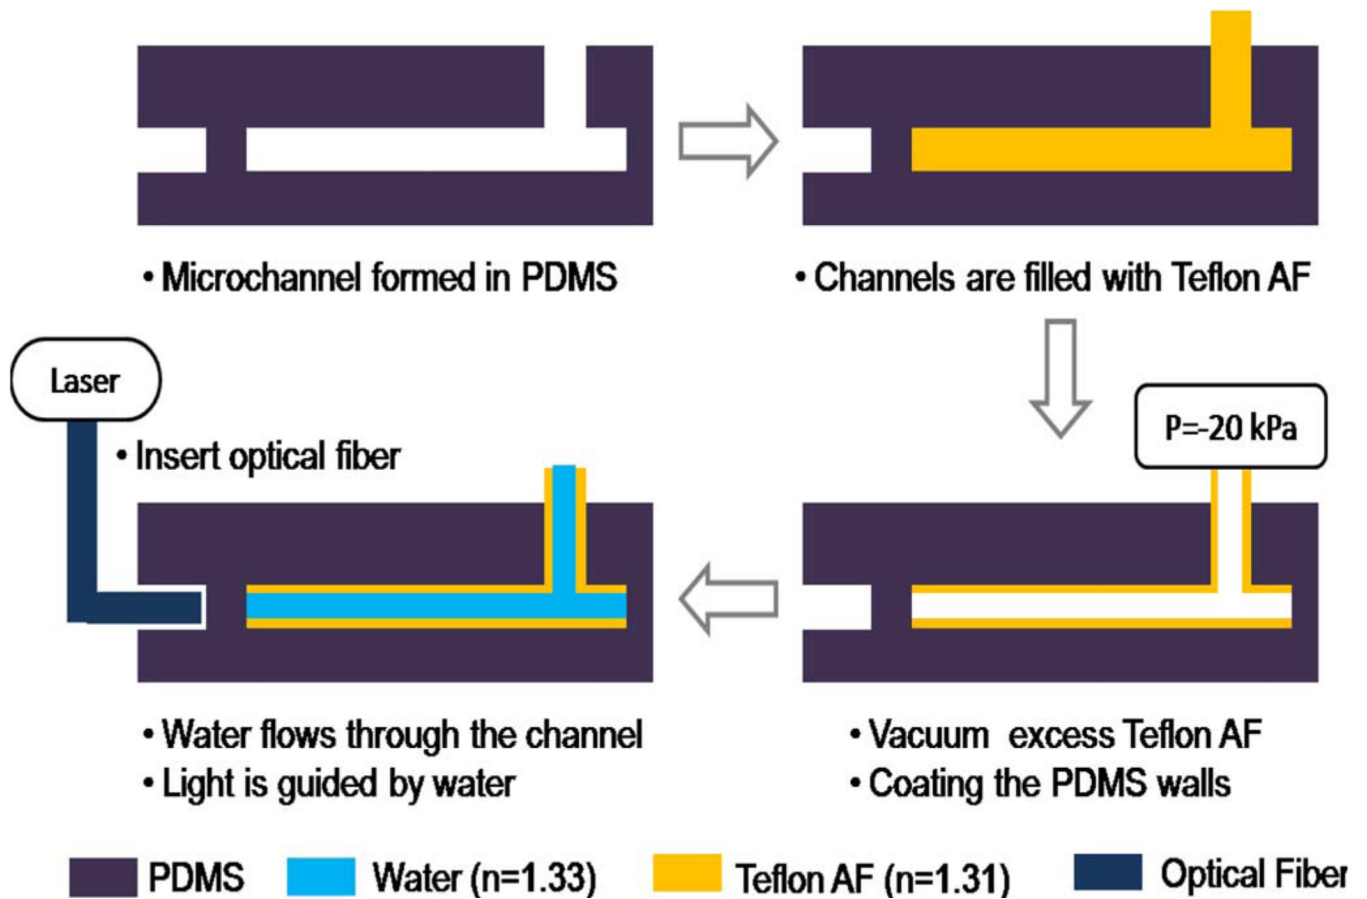 • Microchannel formed in PDMS
• Channels are filled with Teflon AF
Laser
• Insert optical fiber
P=-20 kPa
• Water flows through the channel
• Light is guided by water
• Vacuum excess Teflon AF
• Coating the PDMS walls
PDMS
Water (n=1.33)
Teflon AF (n=1.31)
Optical Fiber